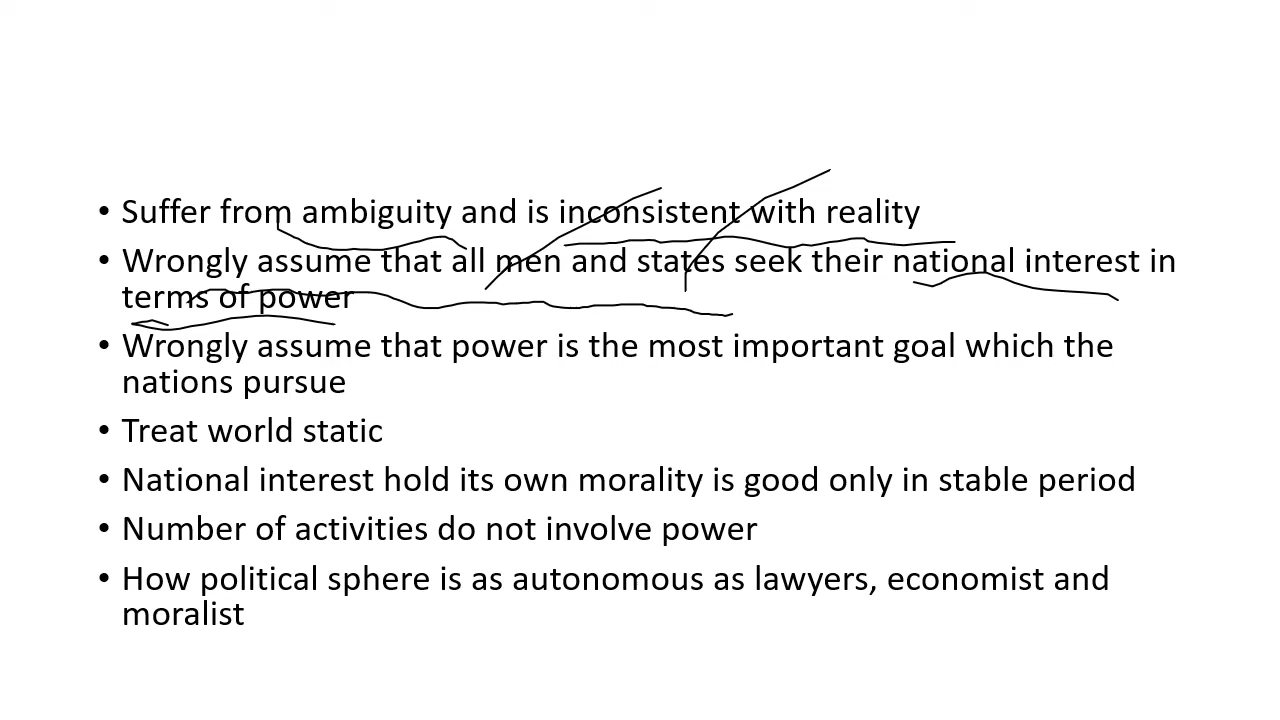 • Suffer from ambiguity and is inconsistent with reality
• Wrongly assume that all men and states seek their national interest in
terms of power
• Wrongly assume that power is the most important goal which the
nations pursue
• Treat world static
• National interest hold its own morality is good only in stable period
• Number of activities do not involve power
• How political sphere is as autonomous as lawyers, economist and
moralist